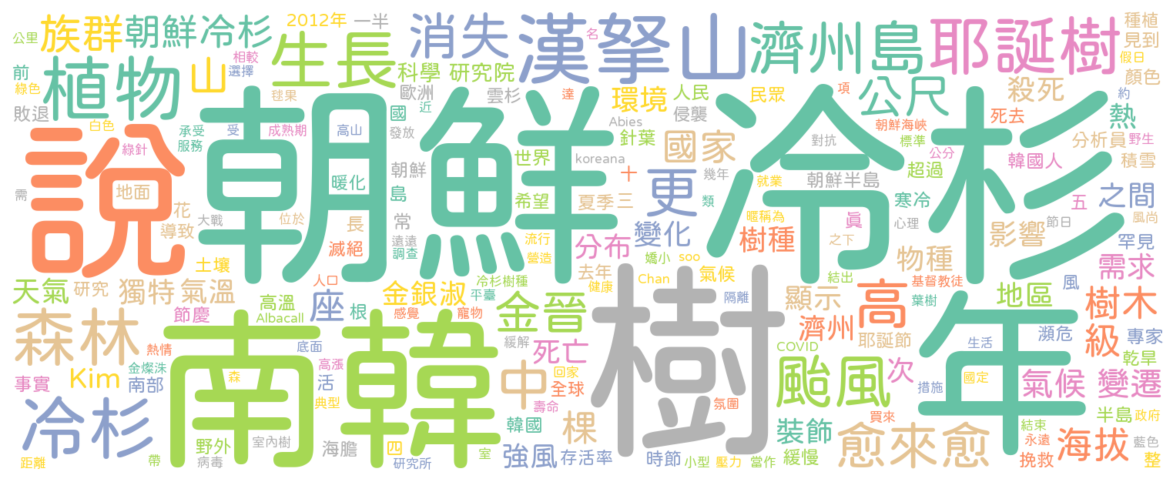 公里
族群
朝鮮冷杉
2012年
一半
消失
漢拏山
名
濟州島
耶誕樹
種植
見到
假日
前
綠色
植物
山
相較
選擇
生長
科學
研究院
歐洲
雲杉
環境
人民
民眾
公尺
項
殺死
顏色
約
敗退
白色
承受
服務
受
毬果
成熟期
高山
國
近
發放
Abies
針葉
侵襲
達
朝鮮海峽
標準
死去
熱
分析員
野生
說
朝鮮
冷杉
綠針
地面
暖化
朝鮮
島
世界
koreana
國家
對抗
公分
超過
韓國人
積雪
需
花
導致
大戰
位於
長
常
希望
夏季
十
三
更
幾年
就業
朝鮮半島
類
寒冷
心理
五
之間
節日
風尚
滅絕
遠遠
調查
流行
營造
分布
變化
樹種
暱稱為
之下
真
影響
罕見
土壤
人口
冷杉樹種
平臺
去年
健康
嬌小
Chan
soo
氣候
隔離
物種
結出
基督教徒
葉樹
風
需求
天氣
研究
獨特
氣溫
高溫
Albacall
座
根
金銀淑
感覺
寵物
金晉
緩解
樹
顯示
高
地區
樹木
節慶
濟州
耶誕節
瀕危
專家
森林
熱情
金燦洙
底面
南韓
死亡
中
回家
全球
COVID
颱風
次
生活
年
級
乾旱
事實
Kim
南部
森
高漲
活
典型
壽命
氛圍
措施
國定
氣候
變遷
韓國
棵
買來
半島
政府
冷杉
野外
室內樹
海膽
四
室
裝飾
愈來愈
結束
永遠
海拔
藍色
距離
帶
病毒
研究所
強風
存活率
時節
小型
壓力
當作
緩慢
挽救
整